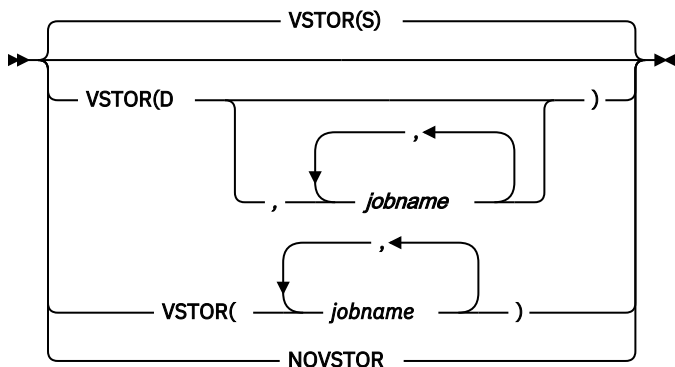 VSTOR(S)
VSTOR(D )
,
, jobname
,
VSTOR( jobname )
NOVSTOR